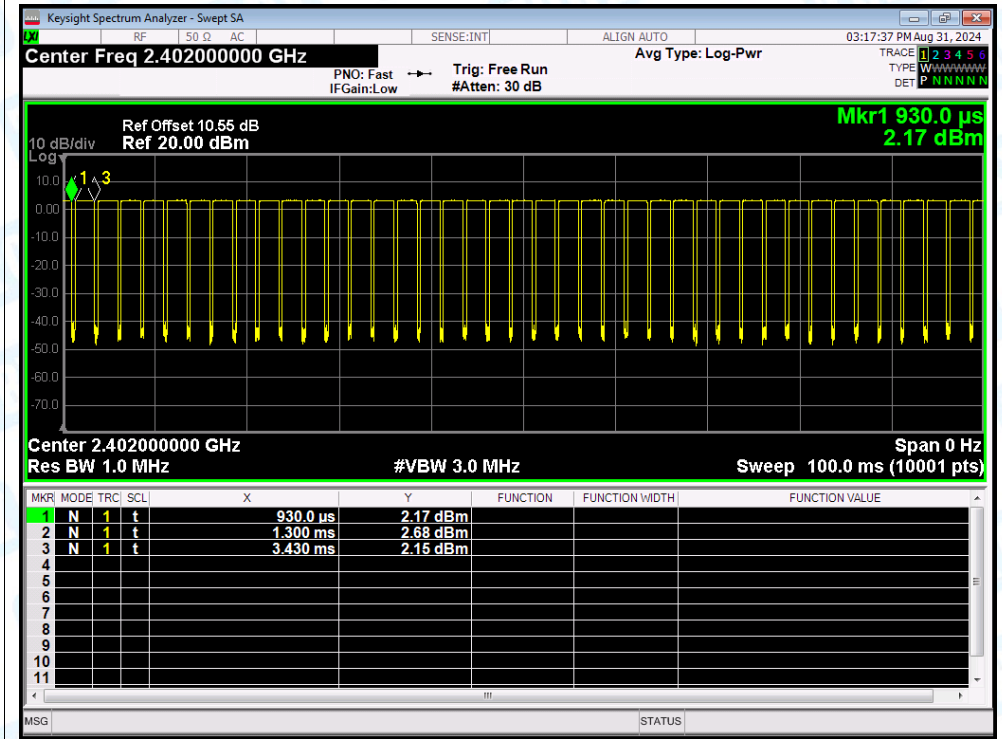 Keysight Spectrum Analyzer - Swept SA
LXI RF 50 Ω AC SENSE:INT ALIGN AUTO 03:17:37 PM Aug 31, 2024
Center Freq 2.402000000 GHz Avg Type: Log-Pwr TRACE 1 2 3 4 5 6
PNO: Fast Trig: Free Run TYPE WWWWWW
IFGain:Low #Atten: 30 dB DET P N N N N N
Mkr1 930.0 µs
Ref Offset 10.55 dB
10 dB/div Ref 20.00 dBm 2.17 dBm
Log
10.0 1 3
0.00
-10.0
-20.0
-30.0
-40.0
-50.0
-60.0
-70.0
Center 2.402000000 GHz Span 0 Hz
Res BW 1.0 MHz #VBW 3.0 MHz Sweep 100.0 ms (10001 pts)
MKR MODE TRC SCL X Y FUNCTION FUNCTION WIDTH FUNCTION VALUE
1 N 1 t 930.0 µs 2.17 dBm
2 N 1 t 1.300 ms 2.68 dBm
3 N 1 t 3.430 ms 2.15 dBm
4
5
6
7
8
9
10
11
MSG STATUS